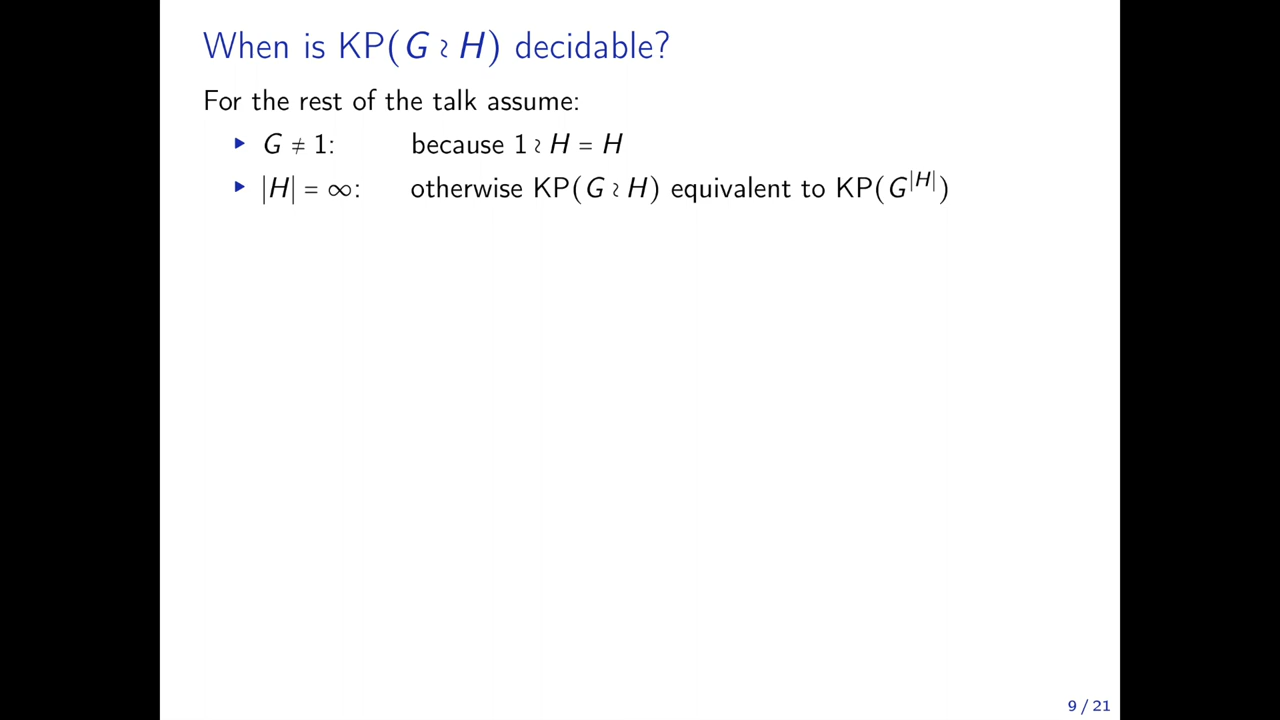 When is KP(G ≀ H) decidable?
For the rest of the talk assume:
▶ G ≠ 1: because 1 ≀ H = H
▶ |H| = ∞: otherwise KP(G ≀ H) equivalent to KP(G^{|H|})
9 / 21